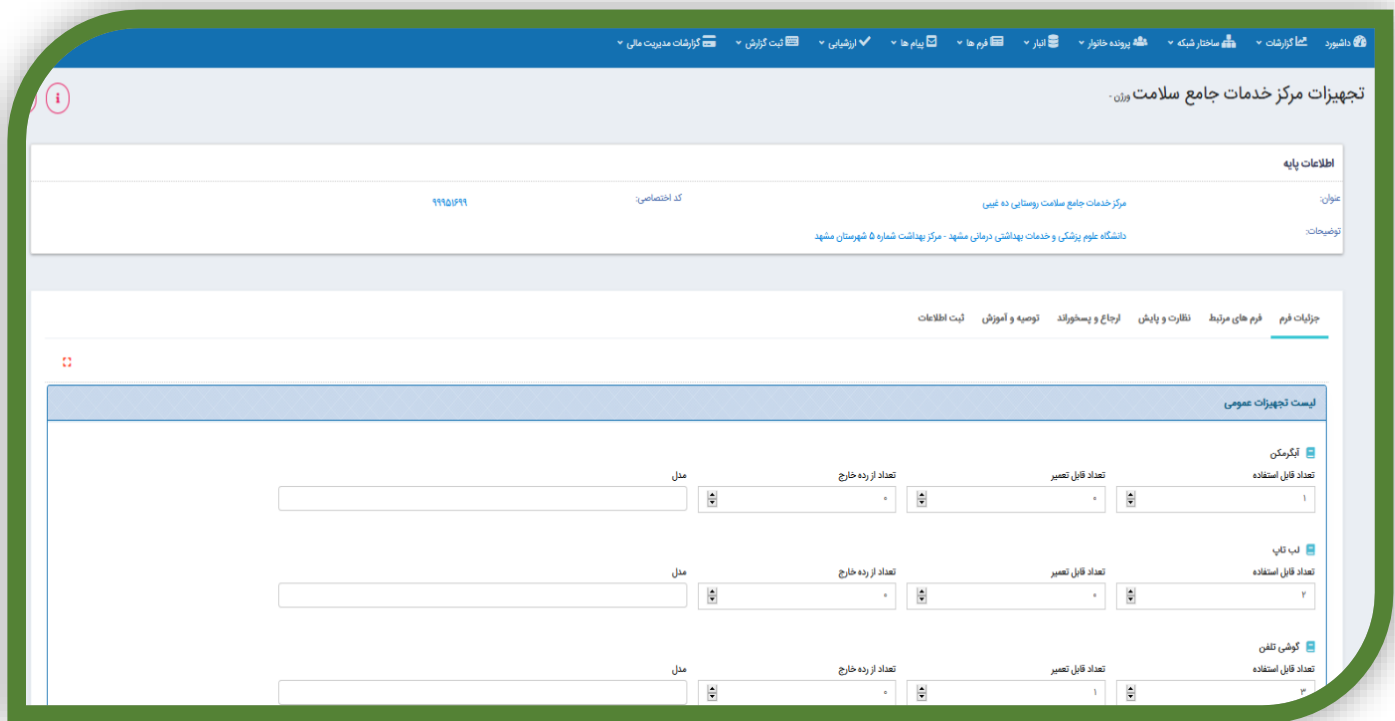 داشبورد گزارشات ساختار شبکه پرونده خانوار انبار فرم ها پیام ها ارزشیابی ثبت گزارش گزارشات مدیریت مالی
تجهیزات مرکز خدمات جامع سلامت ورژن -
i
اطلاعات پایه
عنوان: مرکز خدمات جامع سلامت روستایی ده غیبی کد اختصاصی: ۹۹۹۵۱۶۹۹
توضیحات: دانشگاه علوم پزشکی و خدمات بهداشتی درمانی مشهد - مرکز بهداشت شماره ۵ شهرستان مشهد
جزئیات فرم فرم های مرتبط نظارت و پایش ارجاع و پسخوراند توصیه و آموزش ثبت اطلاعات
لیست تجهیزات عمومی
آبگرمکن
تعداد قابل استفاده تعداد قابل تعمیر تعداد از رده خارج مدل
۱ ۰ ۰
لب تاپ
تعداد قابل استفاده تعداد قابل تعمیر تعداد از رده خارج مدل
۰ ۰
گوشی تلفن
تعداد قابل استفاده تعداد قابل تعمیر تعداد از رده خارج مدل
۳ ۱ ۰